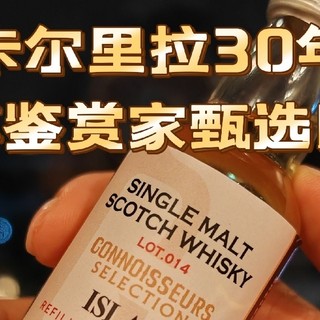 卡尔里拉30年
鉴赏家甄选
SINGLE MALT
SCOTCH WHISKY
LOT.014
CONNOISSEURS
SELECTION